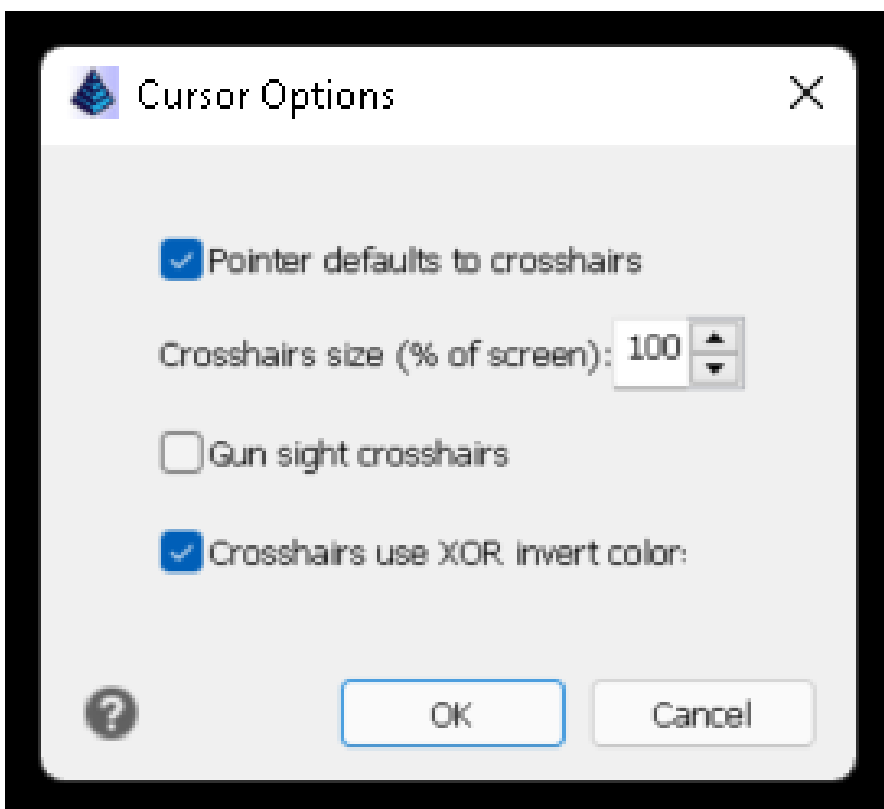 Cursor Options
Pointer defaults to crosshairs
Crosshairs size (% of screen): 100
Gun sight crosshairs
Crosshairs use XOR invert color:
?
OK Cancel